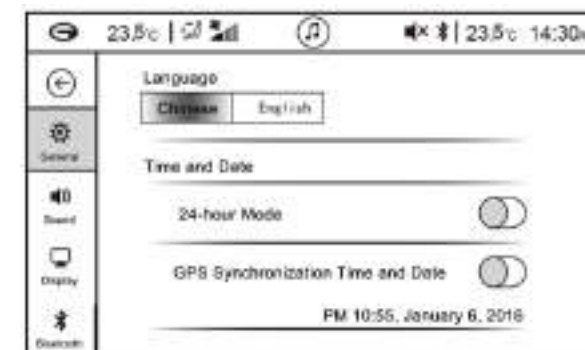 23.5℃ 23.5℃ 14:30
Language
Chinese English
General
Time and Date
Sound
24-hour Mode
Display
GPS Synchronization Time and Date
PM 10:55, January 6, 2016
Bluetooth